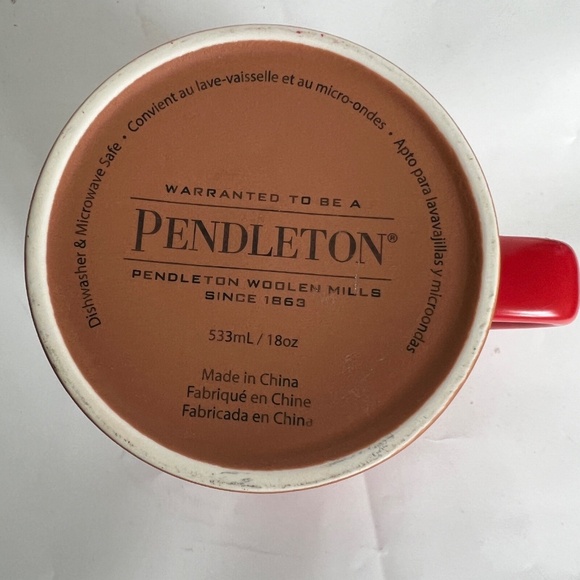 Dishwasher & Microwave Safe • Convient au lave-vaisselle et au micro-ondes • Apto para lavavajillas y microondas
WARRANTED TO BE A
PENDLETON®
PENDLETON WOOLEN MILLS
SINCE 1863
533mL / 18oz
Made in China
Fabriqué en Chine
Fabricada en China